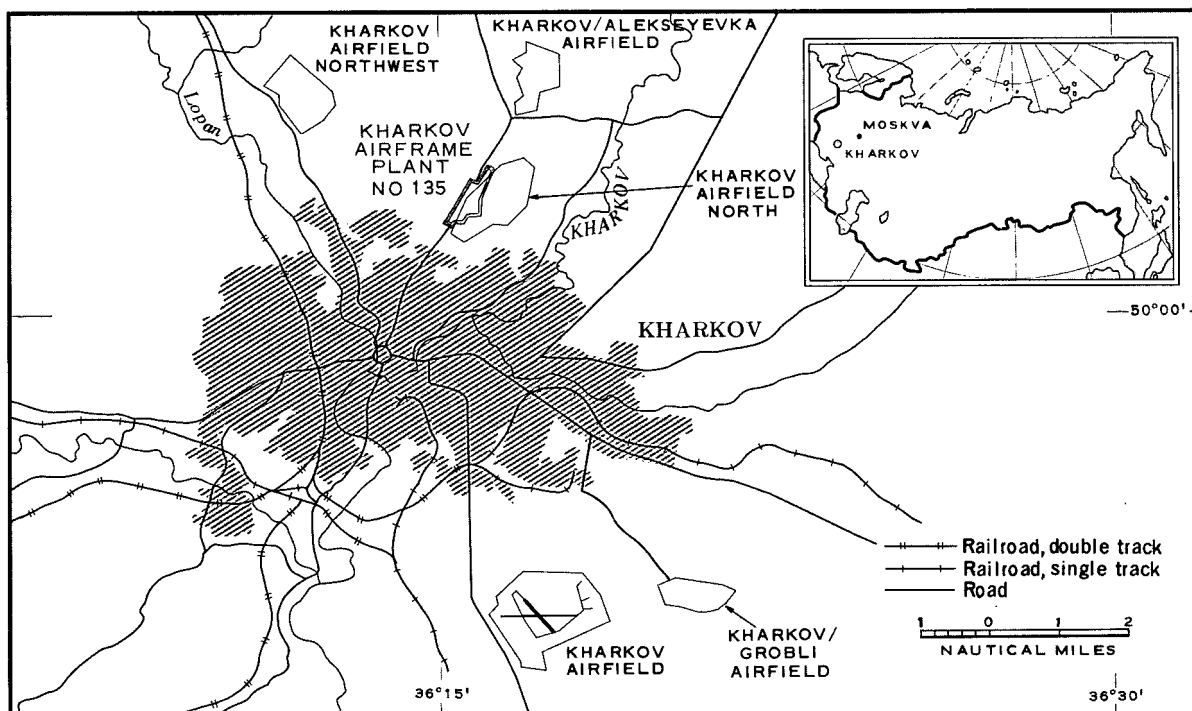 KHARKOV
AIRFIELD
NORTHWEST
KHARKOV/ALEKSEYEVKA
AIRFIELD
Lopan
KHARKOV
AIRFRAME
PLANT
NO 135
KHARKOV
KHARKOV
AIRFIELD
NORTH
MOSKVA
KHARKOV
50°00'
KHARKOV
Railroad, double track
Railroad, single track
Road
1 0 1 2
NAUTICAL MILES
KHARKOV
AIRFIELD
KHARKOV/
GROBLI
AIRFIELD
36°15'
36°30'